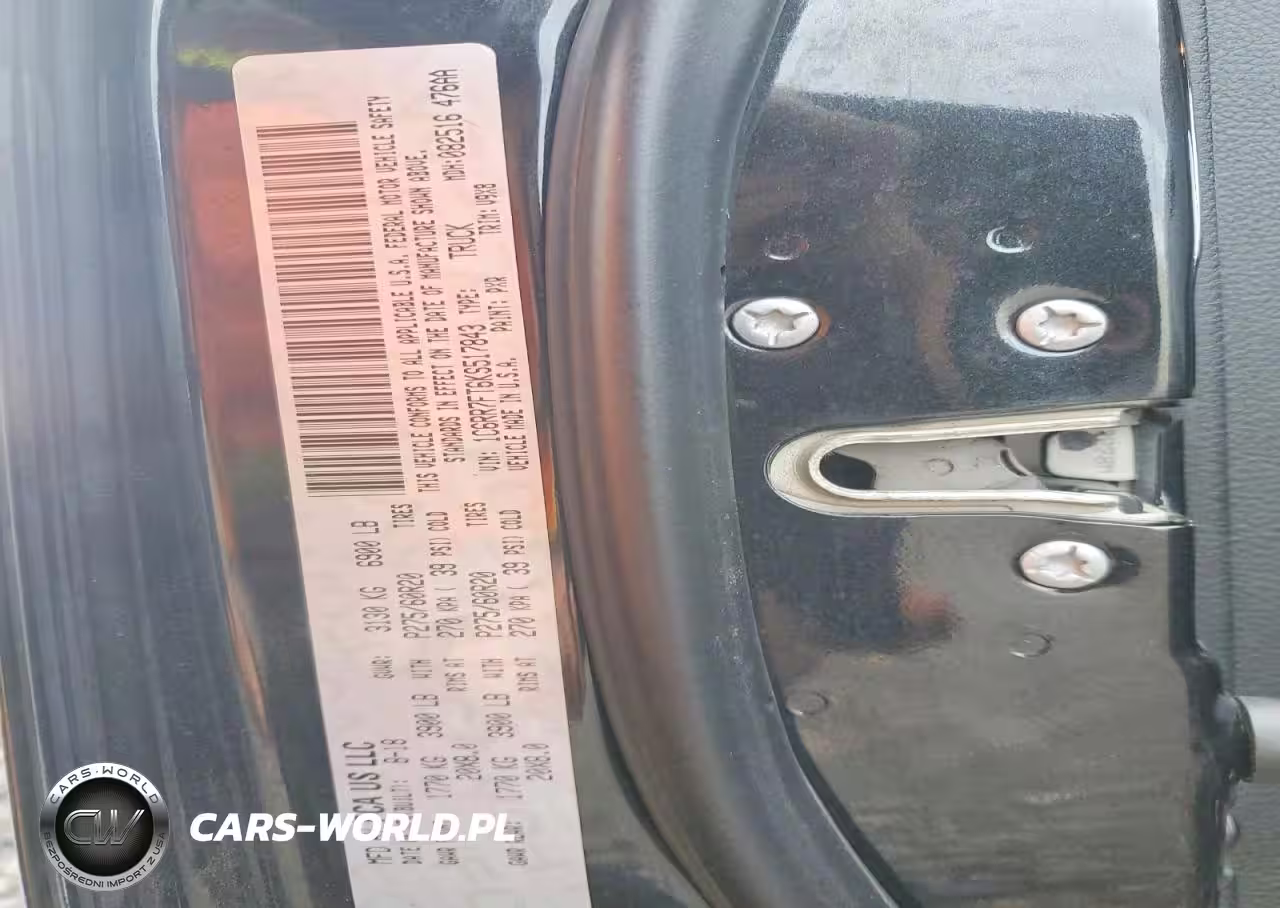 MFD CA US LLC
DATE BUILT: 8-18 GVWR: 3130 KG 6900 LB
GAWR 1770 KG 3900 LB WITH P275/60R20 TIRES
20X8.0 RIMS AT 270 KPA ( 39 PSI) COLD
GAWR REAR 1770 KG 3900 LB WITH P275/60R20 TIRES
20X8.0 RIMS AT 270 KPA ( 39 PSI) COLD
THIS VEHICLE CONFORMS TO ALL APPLICABLE U.S.A. FEDERAL MOTOR VEHICLE SAFETY
STANDARDS IN EFFECT ON THE DATE OF MANUFACTURE SHOWN ABOVE.
VIN: 1C6RR7FT6KS517843 TYPE: TRUCK MDH:082516 476AA
VEHICLE MADE IN U.S.A. PAINT: PXR TRIM: V9X8
CARS-WORLD
CW
BEZPOŚREDNI IMPORT Z USA
CARS-WORLD.PL